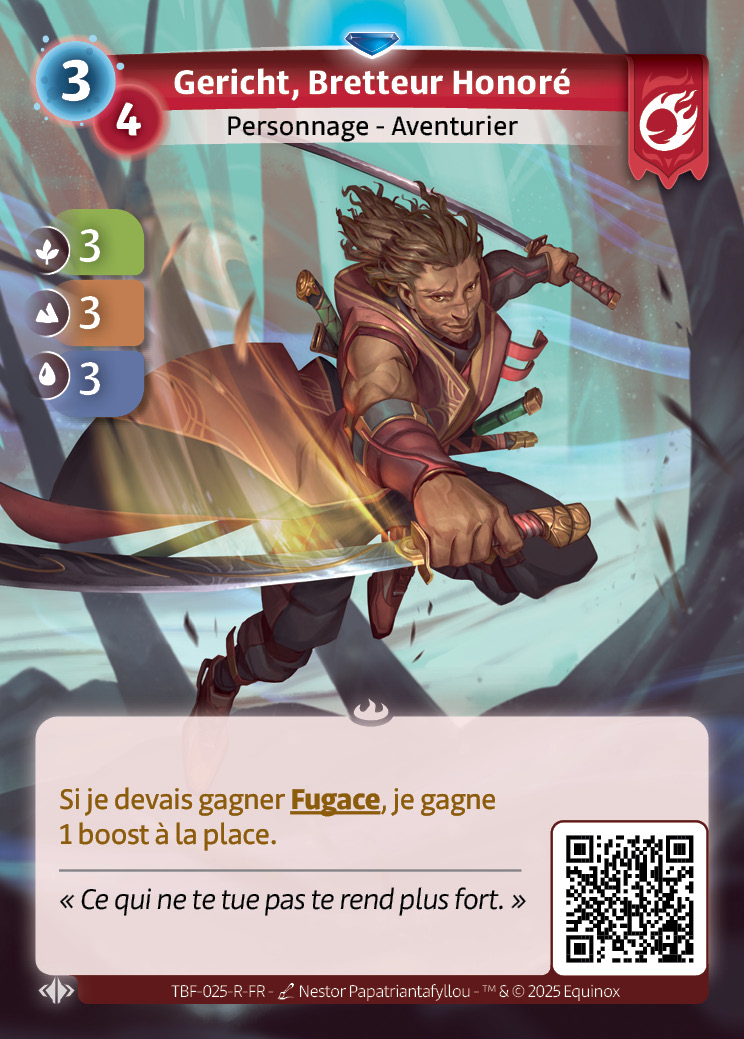 3
Gericht, Bretteur Honoré
4
Personnage - Aventurier
3
3
3
Si je devais gagner Fugace, je gagne
1 boost à la place.
« Ce qui ne te tue pas te rend plus fort. »
TBF-025-R-FR - Nestor Papatriantafyllou - ™ & © 2025 Equinox